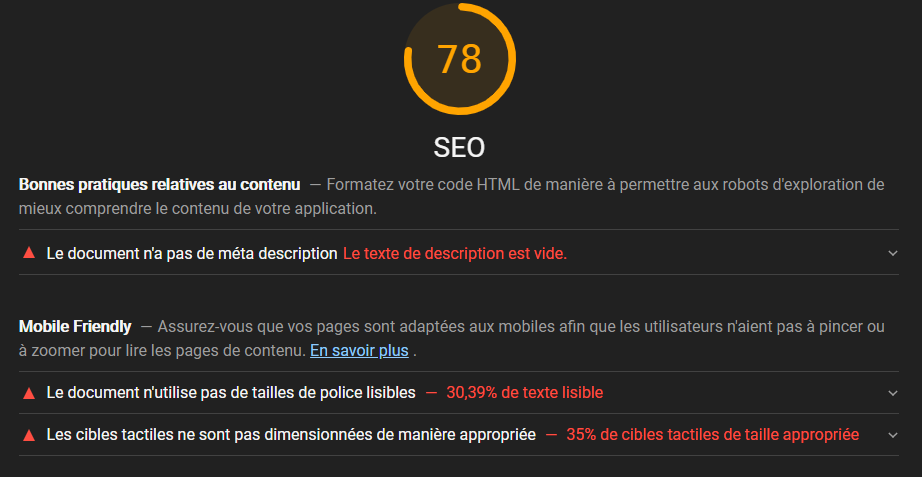 78
SEO
Bonnes pratiques relatives au contenu — Formatez votre code HTML de manière à permettre aux robots d'exploration de
mieux comprendre le contenu de votre application.
Le document n'a pas de méta description Le texte de description est vide.
Mobile Friendly — Assurez-vous que vos pages sont adaptées aux mobiles afin que les utilisateurs n'aient pas à pincer ou
à zoomer pour lire les pages de contenu. En savoir plus .
Le document n'utilise pas de tailles de police lisibles — 30,39% de texte lisible
Les cibles tactiles ne sont pas dimensionnées de manière appropriée — 35% de cibles tactiles de taille appropriée